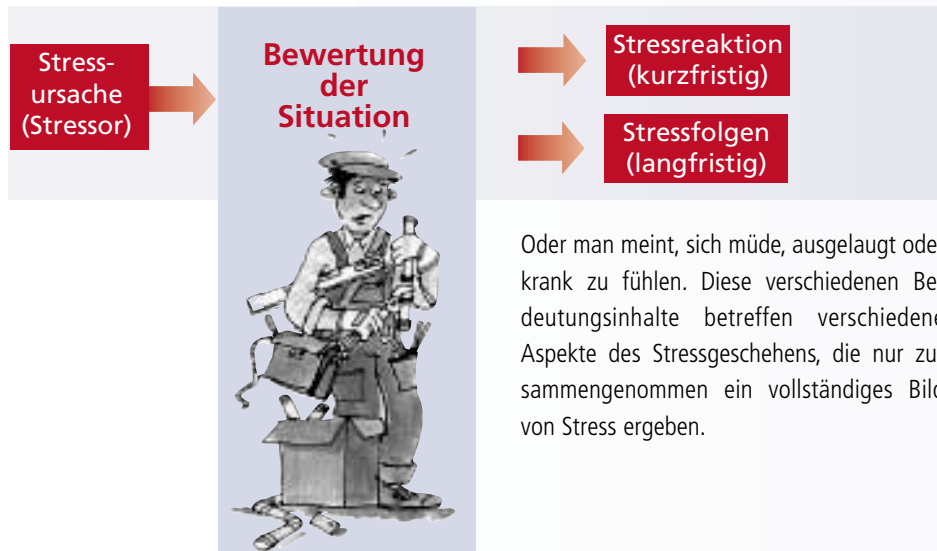 Stress-
ursache
(Stressor)
Bewertung
der
Situation
Stressreaktion
(kurzfristig)
Stressfolgen
(langfristig)
Oder man meint, sich müde, ausgelaugt ode
krank zu fühlen. Diese verschiedenen Be
deutungsinhalte betreffen verschiedene
Aspekte des Stressgeschehens, die nur zu
sammengenommen ein vollständiges Bild
von Stress ergeben.